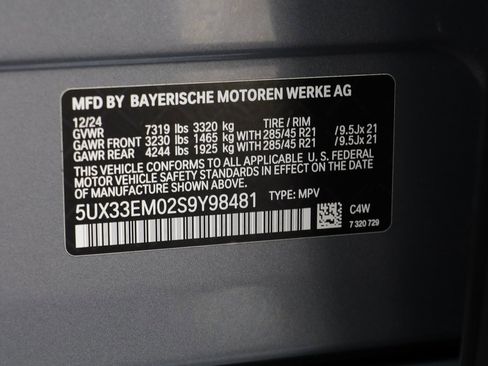 MFD BY BAYERISCHE MOTOREN WERKE AG
12/24
GVWR 7319 lbs 3320 kg TIRE / RIM
GAWR FRONT 3230 lbs 1465 kg WITH 285/45 R21 /9.5Jx 21
GAWR REAR 4244 lbs 1925 kg WITH 285/45 R21 /9.5Jx 21
THIS VEHICLE CONFORMS TO ALL APPLICABLE U.S. FEDERAL
MOTOR VEHICLE SAFETY STANDARDS IN EFFECT ON THE DATE
OF MANUFACTURE SHOWN ABOVE.
5UX33EM02S9Y98481 TYPE: MPV
C4W
7 320 729